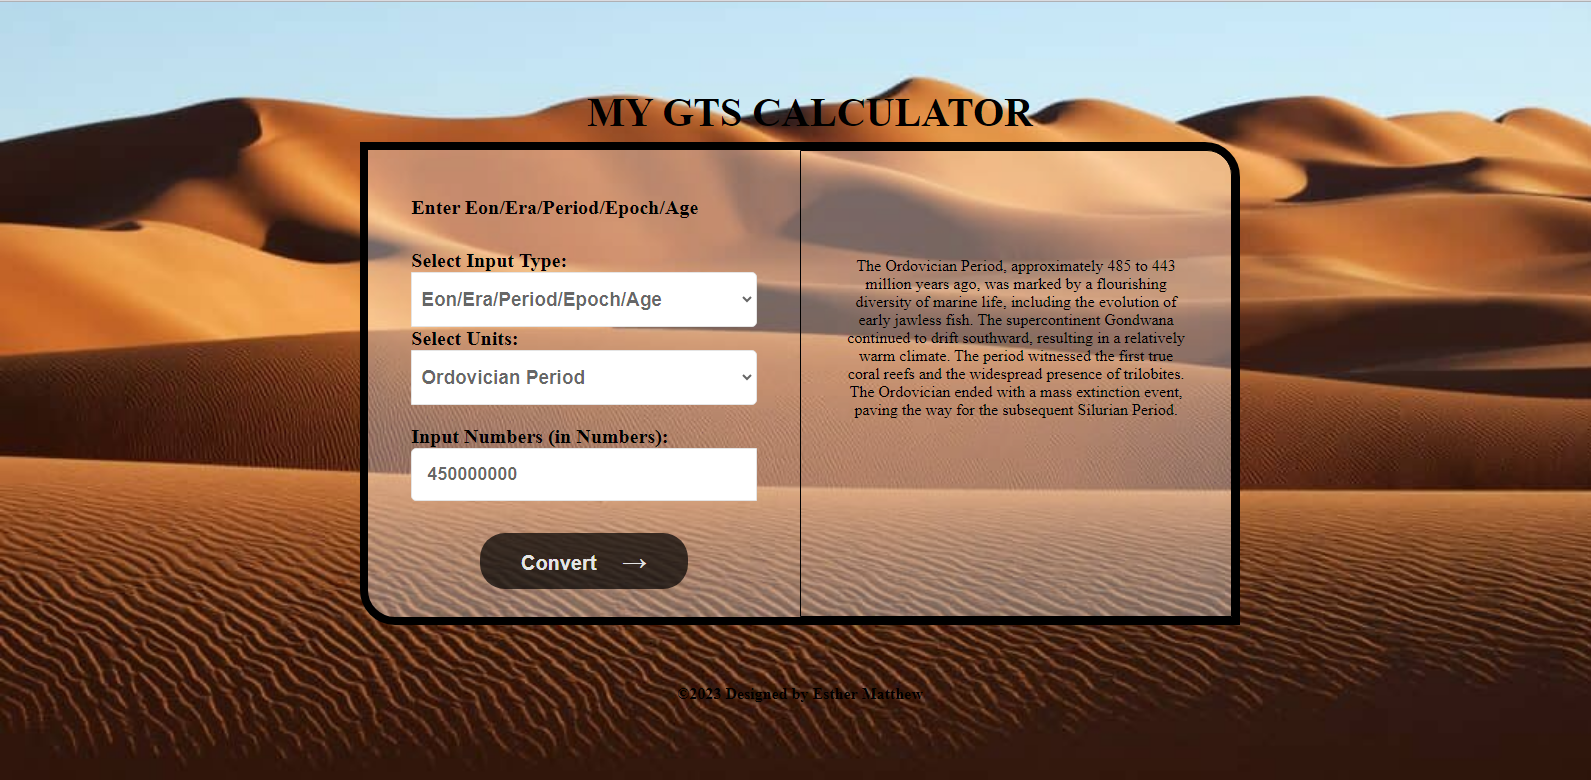 MY GTS CALCULATOR
Enter Eon/Era/Period/Epoch/Age
Select Input Type:
Eon/Era/Period/Epoch/Age
Select Units:
Ordovician Period
Input Numbers (in Numbers):
450000000
Convert →
The Ordovician Period, approximately 485 to 443
million years ago, was marked by a flourishing
diversity of marine life, including the evolution of
early jawless fish. The supercontinent Gondwana
continued to drift southward, resulting in a relatively
warm climate. The period witnessed the first true
coral reefs and the widespread presence of trilobites.
The Ordovician ended with a mass extinction event,
paving the way for the subsequent Silurian Period.
©2023 Designed by Esther Matthew